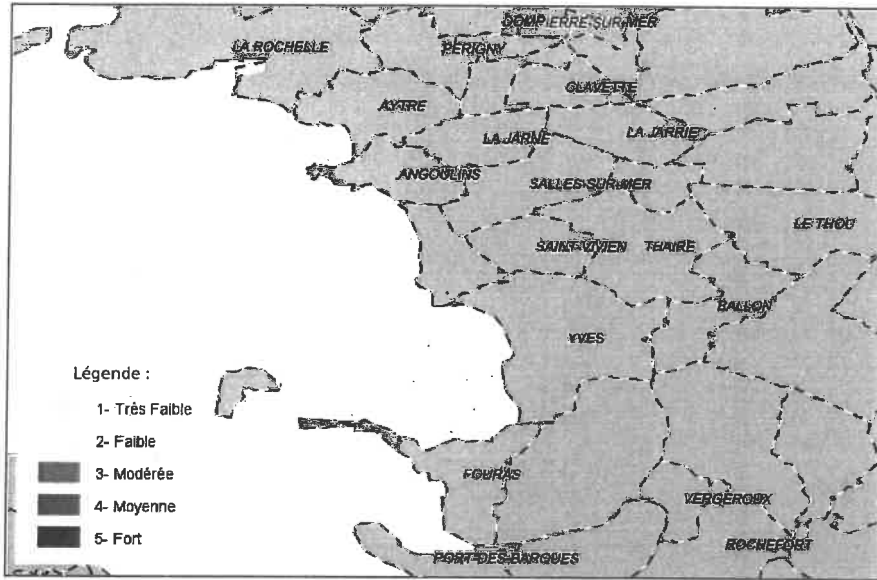 DOMPIERRE SUR MER
LA ROCHELLE
PERIGNY
CLAVETTE
AYTRE
LA JARNE
LA JARRIE
ANGOULINS
SALLES SUR MER
LE THOU
SAINT-VIVIEN
THAIRE
BALLON
YVES
Légende :
1- Très Faible
2- Faible
3- Modérée
4- Moyenne
5- Fort
FOURAS
VERGEROUX
ROCHEFORT
PORT-DES-BARQUES